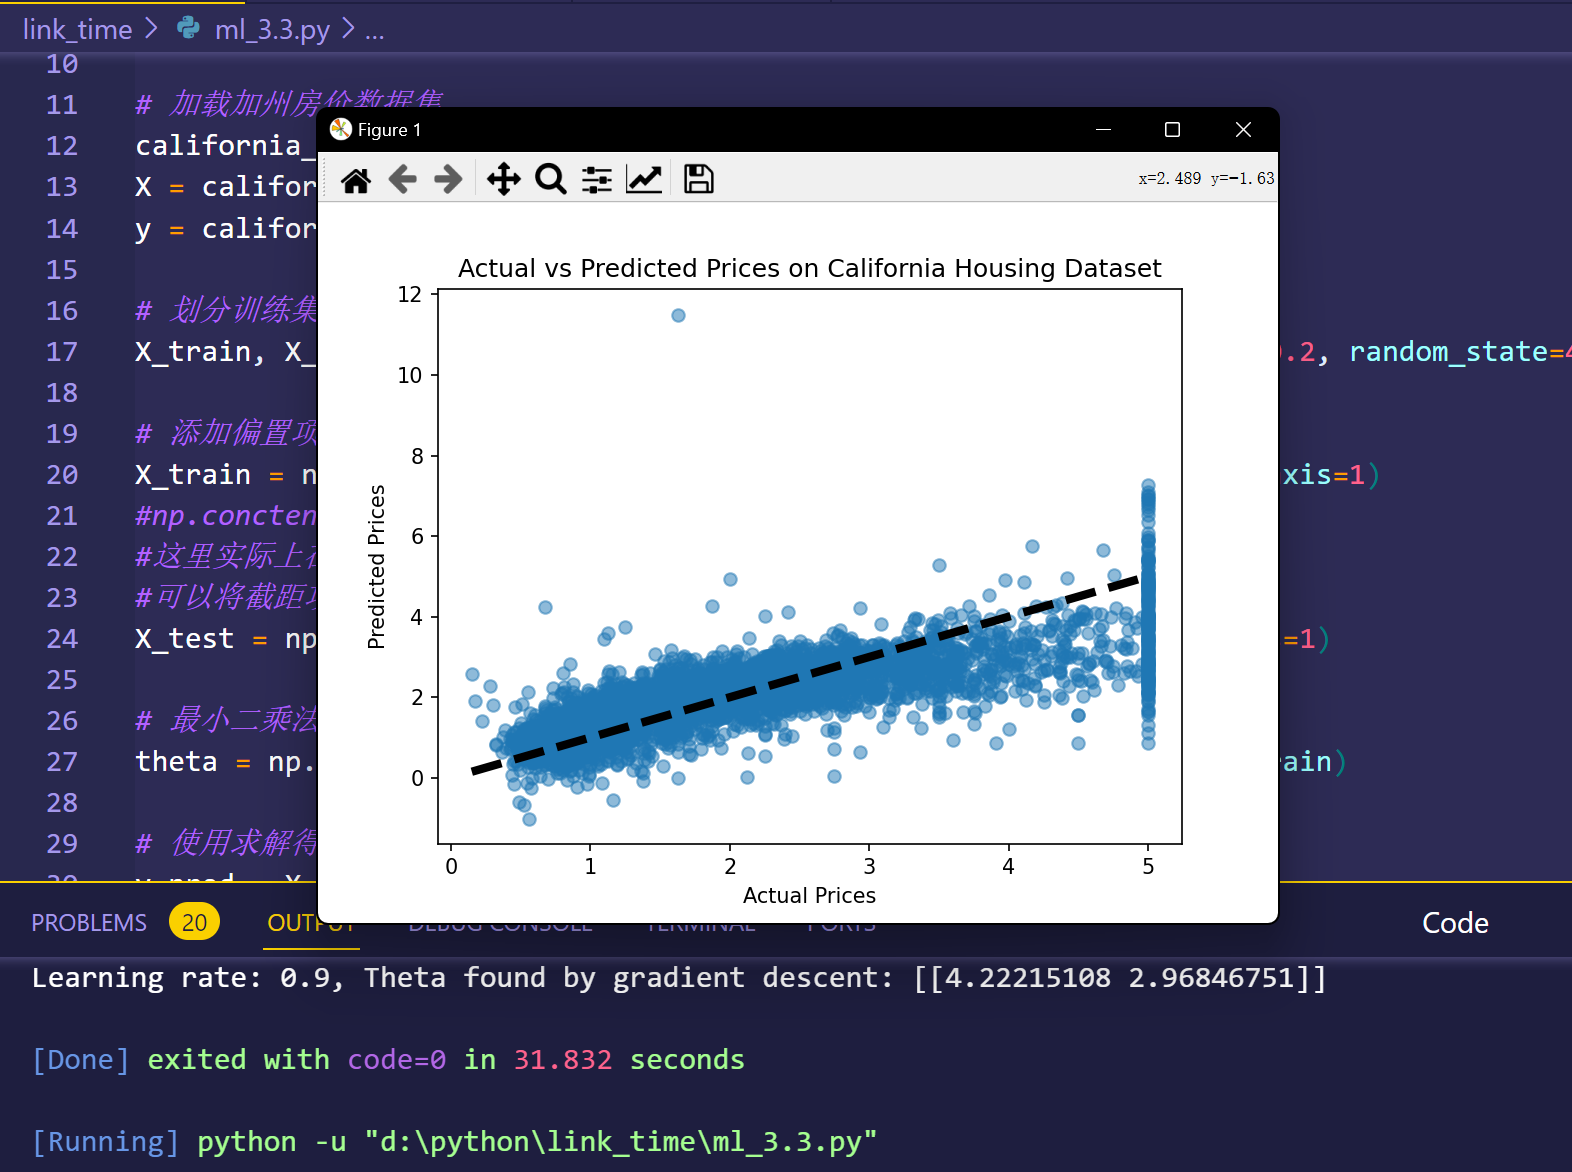 link_time > ml_3.3.py > ...
10
11 # 加载加州房价数据集
12 california_
13 X = califor
14 y = califor
15
16 # 划分训练集
17 X_train, X_ .2, random_state=4
18
19 # 添加偏置项
20 X_train = n xis=1)
21 #np.concten
22 #这里实际上
23 #可以将截距
24 X_test = np =1)
25
26 # 最小二乘法
27 theta = np. ain)
28
29 # 使用求解得
30 y_pred X
Figure 1
x=2.489 y=-1.63
Actual vs Predicted Prices on California Housing Dataset
12
10
8
6
4
2
0
Predicted Prices
0 1 2 3 4 5
Actual Prices
PROBLEMS 20 OUTPUT DEBUG CONSOLE TERMINAL PORTS Code
Learning rate: 0.9, Theta found by gradient descent: [[4.22215108 2.96846751]]
[Done] exited with code=0 in 31.832 seconds
[Running] python -u "d:\python\link_time\ml_3.3.py"